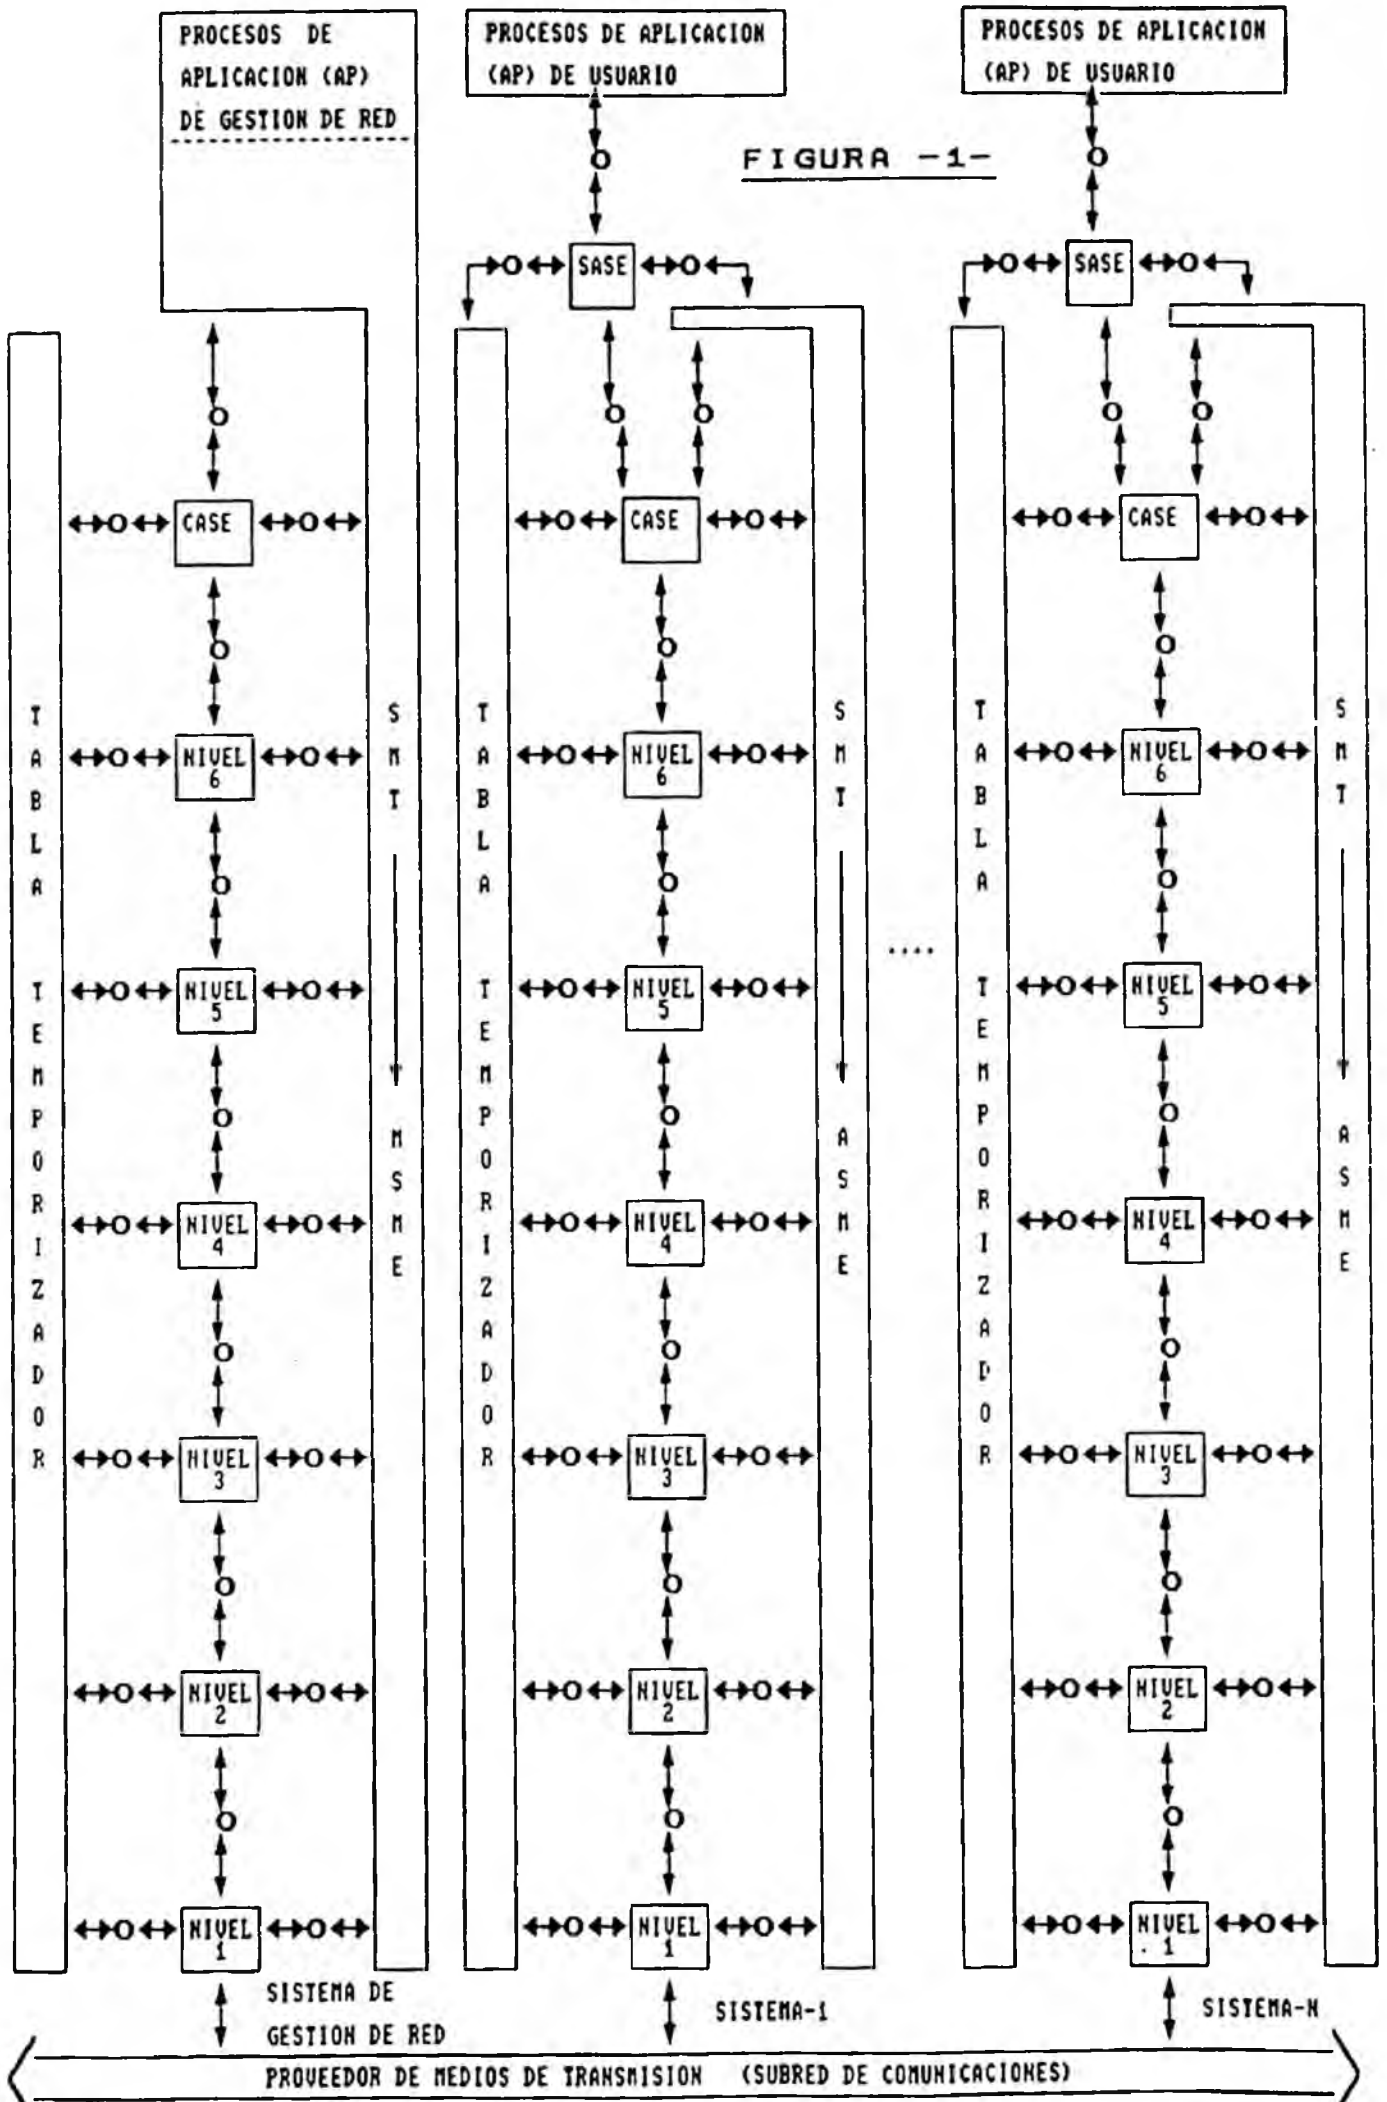 PROCESOS DE
APLICACION (AP)
DE GESTION DE RED
PROCESOS DE APLICACION
(AP) DE USUARIO
PROCESOS DE APLICACION
(AP) DE USUARIO
FIGURA -1-
O
O
O SASE O
O SASE O
O
O O
O O
O CASE O
O CASE O
O CASE O
O
O
O
TABLA TEMPORIZADOR
SMT
MSME
TABLA TEMPORIZADOR
SMT
ASME
....
TABLA TEMPORIZADOR
SMT
ASME
O NIVEL O
6
O NIVEL O
6
O NIVEL O
6
O
O
O
O NIVEL O
5
O NIVEL O
5
O NIVEL O
5
O
O
O
O NIVEL O
4
O NIVEL O
4
O NIVEL O
4
O
O
O
O NIVEL O
3
O NIVEL O
3
O NIVEL O
3
O
O
O
O NIVEL O
2
O NIVEL O
2
O NIVEL O
2
O
O
O
O NIVEL O
1
O NIVEL O
1
O NIVEL O
1
SISTEMA DE
GESTION DE RED
SISTEMA-1
SISTEMA-N
PROVEEDOR DE MEDIOS DE TRANSMISION (SUBRED DE COMUNICACIONES)